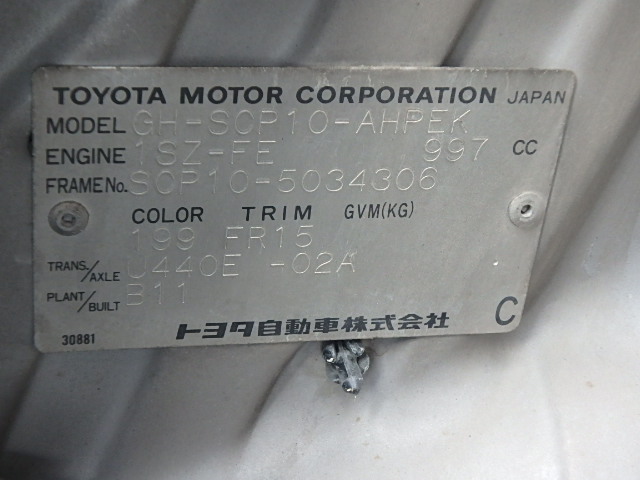 TOYOTA MOTOR CORPORATION JAPAN
MODEL GH-SCP10-AHPEK
ENGINE 1SZ-FE 997 CC
FRAME No. SCP10-5034306
COLOR TRIM GVM(KG)
199 FR15
TRANS./AXLE U440E -02A
PLANT/BUILT B11
トヨタ自動車株式会社 C
30881